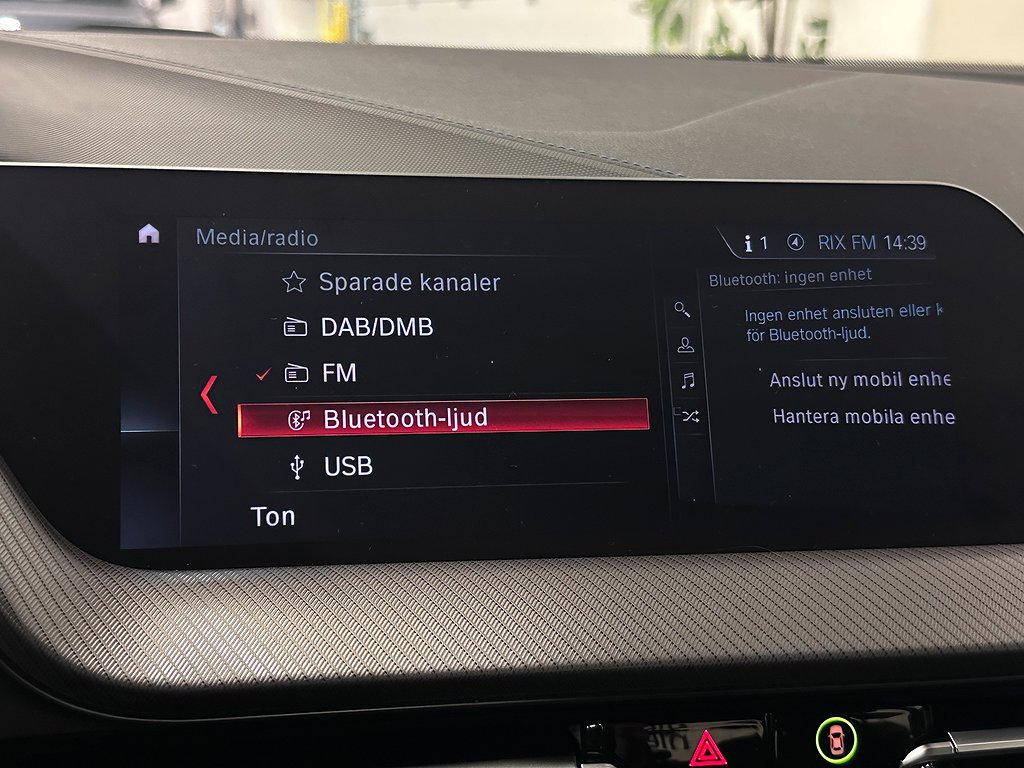 Media/radio
1 RIX FM 14:39
Sparade kanaler
DAB/DMB
FM
Bluetooth-ljud
USB
Ton
Bluetooth: ingen enhet
Ingen enhet ansluten eller k
för Bluetooth-ljud.
Anslut ny mobil enhe
Hantera mobila enhe